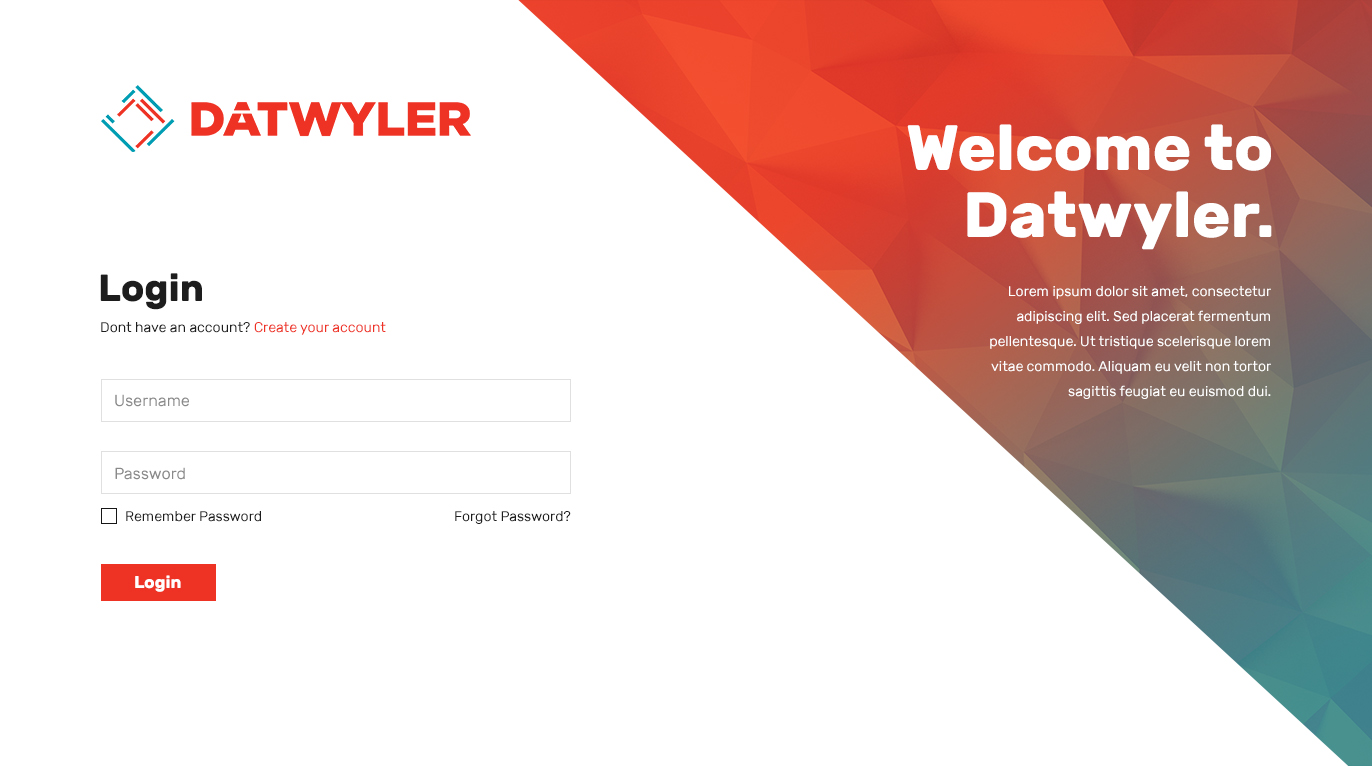 DATWYLER
Login
Dont have an account? Create your account
Username
Password
Remember Password
Forgot Password?
Login
Welcome to
Datwyler.
Lorem ipsum dolor sit amet, consectetur
adipiscing elit. Sed placerat fermentum
pellentesque. Ut tristique scelerisque lorem
vitae commodo. Aliquam eu velit non tortor
sagittis feugiat eu euismod dui.